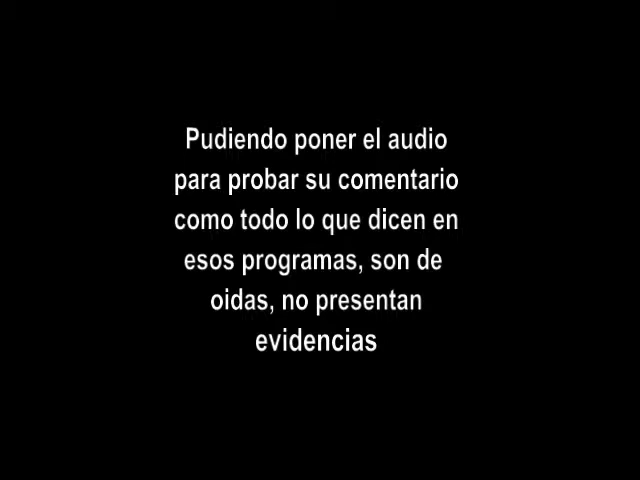 Pudiendo poner el audio
para probar su comentario
como todo lo que dicen en
esos programas, son de
oidas, no presentan
evidencias